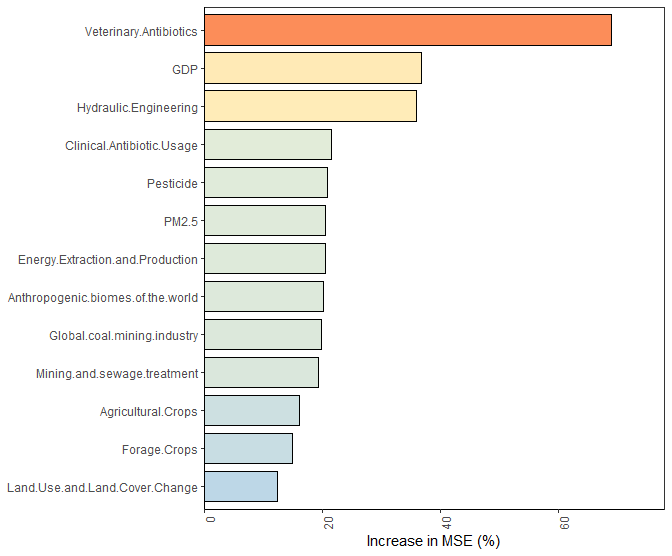 Veterinary.Antibiotics
GDP
Hydraulic.Engineering
Clinical.Antibiotic.Usage
Pesticide
PM2.5
Energy.Extraction.and.Production
Anthropogenic.biomes.of.the.world
Global.coal.mining.industry
Mining.and.sewage.treatment
Agricultural.Crops
Forage.Crops
Land.Use.and.Land.Cover.Change
0 20 40 60
Increase in MSE (%)